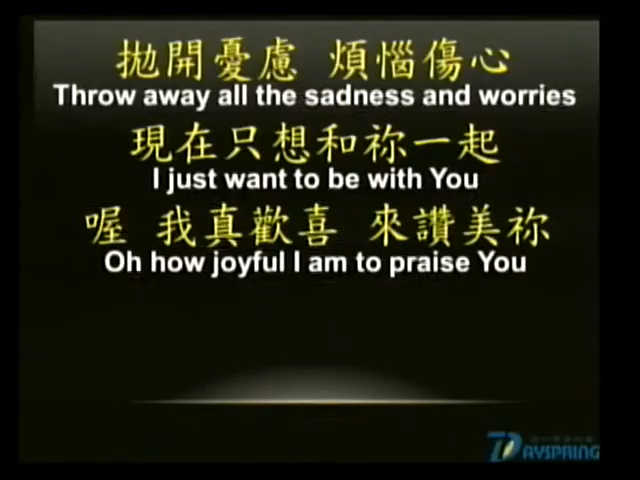 拋開憂慮 煩惱傷心
Throw away all the sadness and worries
現在只想和祢一起
I just want to be with You
喔 我真歡喜 來讚美祢
Oh how joyful I am to praise You
DAYSPRING